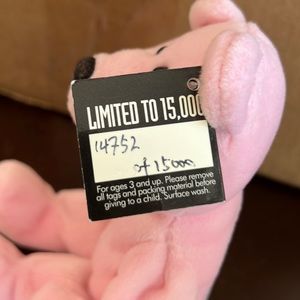 LIMITED TO 15,000
14752
of 15000
For ages 3 and up. Please remove
all tags and packing material before
giving to a child. Surface wash.